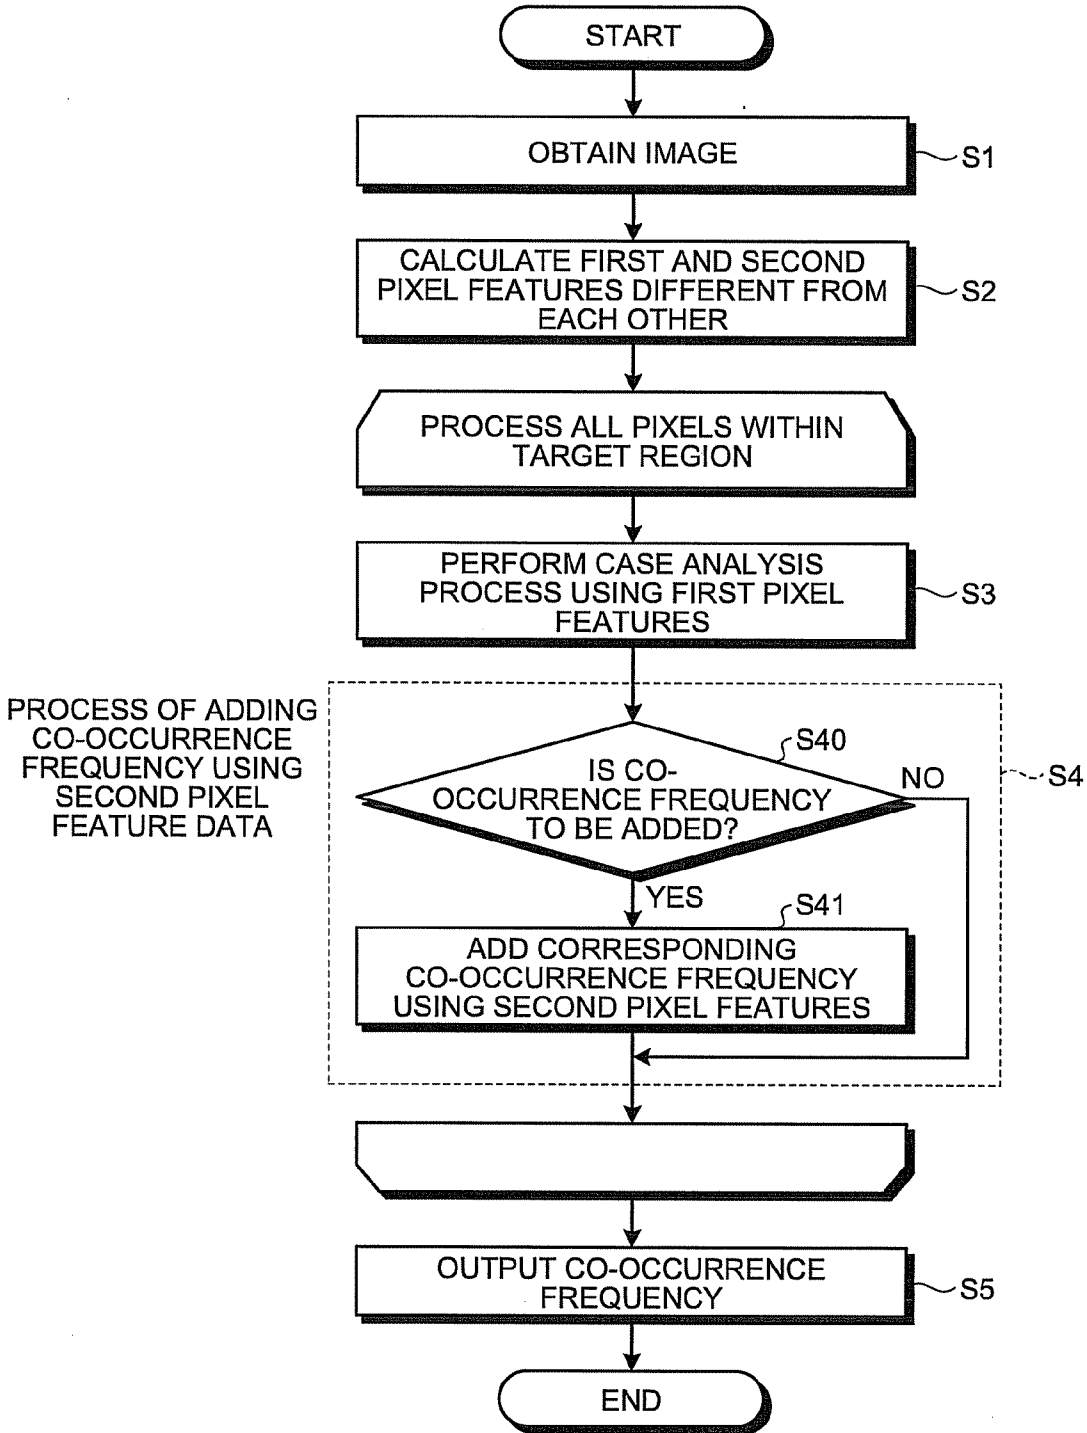 START
OBTAIN IMAGE
S1
CALCULATE FIRST AND SECOND
PIXEL FEATURES DIFFERENT FROM
EACH OTHER
S2
PROCESS ALL PIXELS WITHIN
TARGET REGION
PERFORM CASE ANALYSIS
PROCESS USING FIRST PIXEL
FEATURES
S3
PROCESS OF ADDING
CO-OCCURRENCE
FREQUENCY USING
SECOND PIXEL
FEATURE DATA
S40
IS CO-
OCCURRENCE FREQUENCY
TO BE ADDED?
NO
S4
YES
S41
ADD CORRESPONDING
CO-OCCURRENCE FREQUENCY
USING SECOND PIXEL FEATURES
OUTPUT CO-OCCURRENCE
FREQUENCY
S5
END